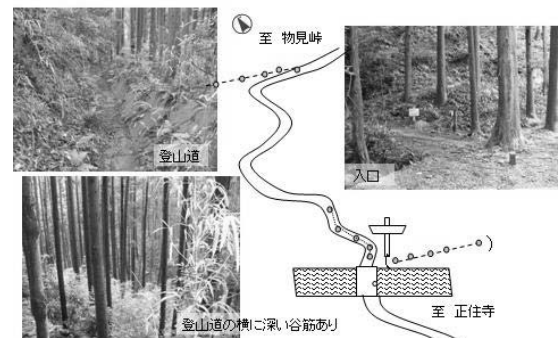 至 物見峠
登山道
入口
登山道の横に深い谷筋あり
至 正住寺